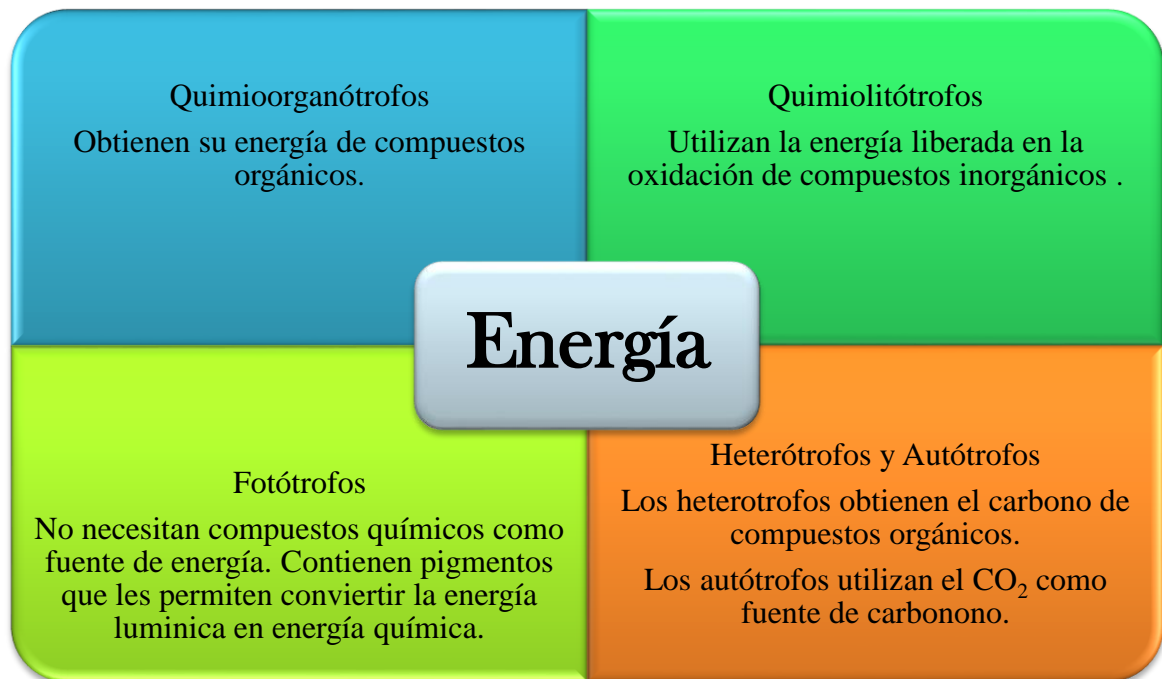 Quimioorganótrofos
Obtienen su energía de compuestos
orgánicos.
Quimiolitótrofos
Utilizan la energía liberada en la
oxidación de compuestos inorgánicos .
Energía
Fotótrofos
No necesitan compuestos químicos como
fuente de energía. Contienen pigmentos
que les permiten conviertir la energía
luminica en energía química.
Heterótrofos y Autótrofos
Los heterotrofos obtienen el carbono de
compuestos orgánicos.
Los autótrofos utilizan el CO₂ como
fuente de carbonono.